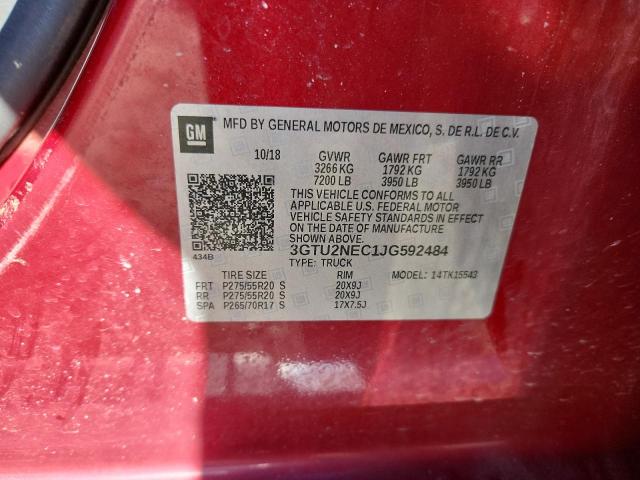 GM MFD BY GENERAL MOTORS DE MEXICO, S. DE R.L. DE C.V.
10/18 GVWR GAWR FRT GAWR RR
3266 KG 1792 KG 1792 KG
7200 LB 3950 LB 3950 LB
THIS VEHICLE CONFORMS TO ALL
APPLICABLE U.S. FEDERAL MOTOR
VEHICLE SAFETY STANDARDS IN EFFECT
ON THE DATE OF MANUFACTURE
SHOWN ABOVE.
434B 3GTU2NEC1JG592484
TYPE: TRUCK
TIRE SIZE RIM MODEL: 14TK15543
FRT P275/55R20 S 20X9J
RR P275/55R20 S 20X9J
SPA P265/70R17 S 17X7.5J